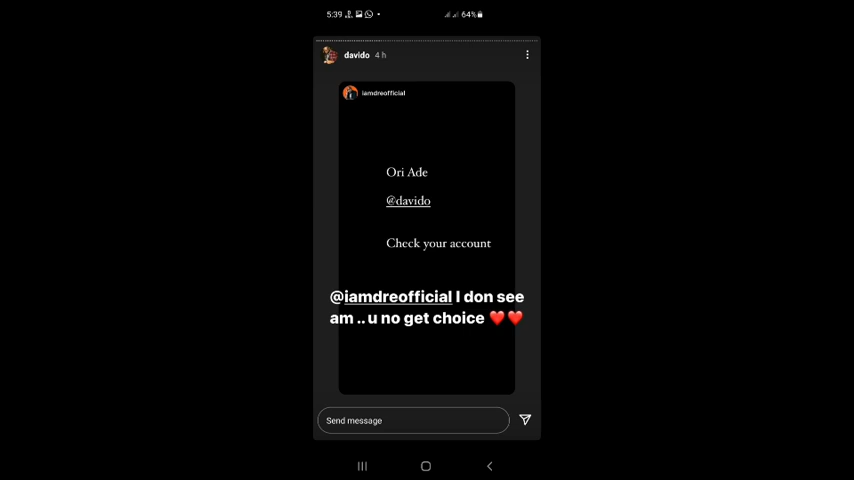 5:39 64%
davido 4 h
iamdreofficial
Ori Ade
@davido
Check your account
@iamdreofficial I don see
am .. u no get choice ❤️❤️
Send message